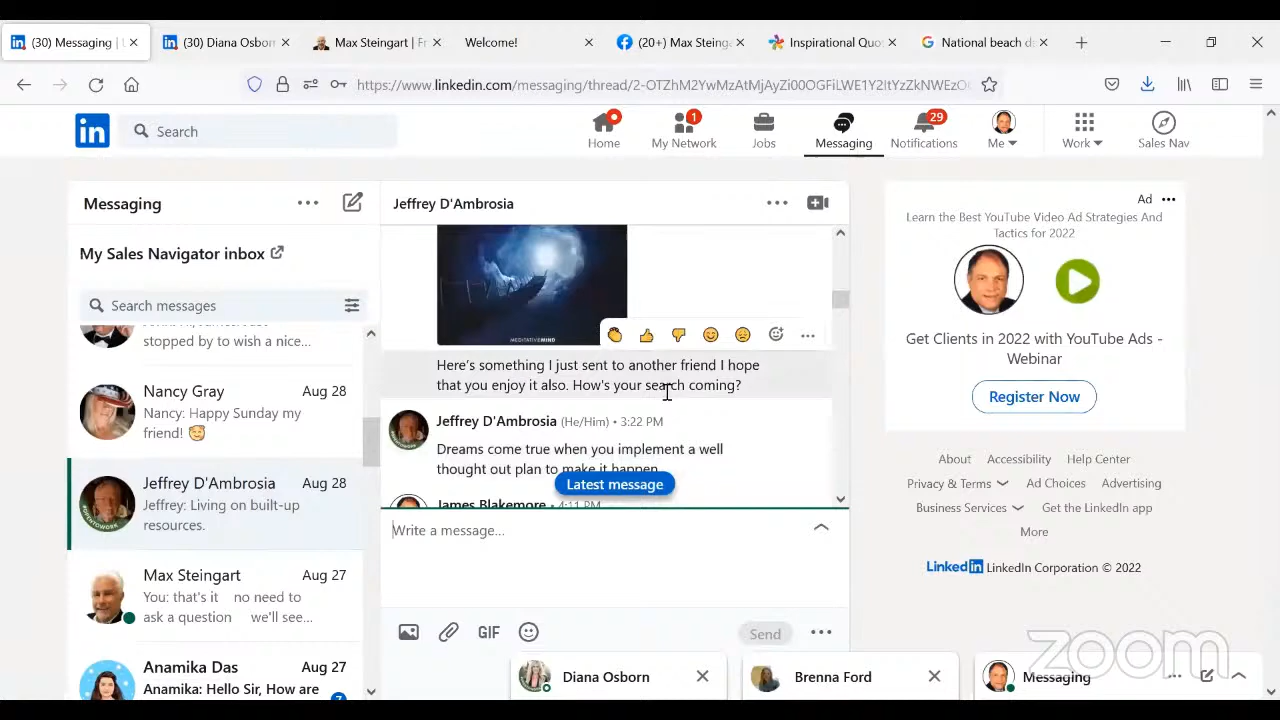 (30) Messaging | L
(30) Diana Osborn
Max Steingart | Fr
Welcome!
(20+) Max Steinga
Inspirational Quo
National beach da
https://www.linkedin.com/messaging/thread/2-OTZhM2YwMzAtMjAyZi00OGFiLWE1Y2ItYzZkNWEzO
in
Search
Home
1
My Network
Jobs
Messaging
29
Notifications
Me
Work
Sales Nav
Messaging
My Sales Navigator inbox
Search messages
stopped by to wish a nice...
Nancy Gray Aug 28
Nancy: Happy Sunday my
friend!
Jeffrey D'Ambrosia Aug 28
Jeffrey: Living on built-up
resources.
#OPENTOWORK
Max Steingart Aug 27
You: that's it no need to
ask a question we'll see...
Anamika Das Aug 27
Anamika: Hello Sir, How are
Jeffrey D'Ambrosia
MEDITATIVEMIND
Here's something I just sent to another friend I hope
that you enjoy it also. How's your search coming?
Jeffrey D'Ambrosia (He/Him) • 3:22 PM
Dreams come true when you implement a well
thought out plan to make it happen
Latest message
James Blakemore • 4:11 PM
Write a message...
GIF
Send
Diana Osborn
Brenna Ford
Messaging
Ad
Learn the Best YouTube Video Ad Strategies And
Tactics for 2022
Get Clients in 2022 with YouTube Ads -
Webinar
Register Now
About Accessibility Help Center
Privacy & Terms Ad Choices Advertising
Business Services Get the LinkedIn app
More
LinkedIn LinkedIn Corporation © 2022
zoom